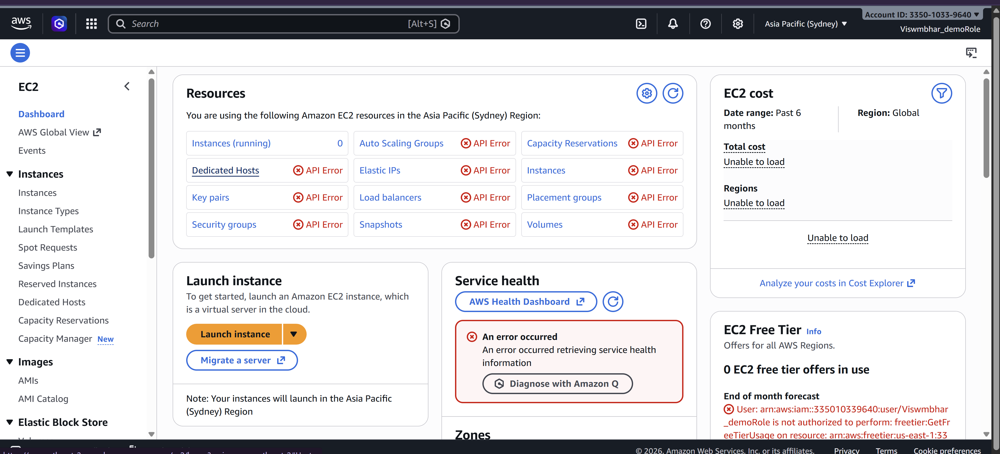 aws
Search [Alt+S]
Asia Pacific (Sydney)
Account ID: 3350-1033-9640
Viswmbhar_demoRole
EC2
Dashboard
AWS Global View
Events
Instances
Instances
Instance Types
Launch Templates
Spot Requests
Savings Plans
Reserved Instances
Dedicated Hosts
Capacity Reservations
Capacity Manager New
Images
AMIs
AMI Catalog
Elastic Block Store
Resources
You are using the following Amazon EC2 resources in the Asia Pacific (Sydney) Region:
Instances (running) 0
Auto Scaling Groups API Error
Capacity Reservations API Error
Dedicated Hosts API Error
Elastic IPs API Error
Instances API Error
Key pairs API Error
Load balancers API Error
Placement groups API Error
Security groups API Error
Snapshots API Error
Volumes API Error
Launch instance
To get started, launch an Amazon EC2 instance, which
is a virtual server in the cloud.
Launch instance
Migrate a server
Note: Your instances will launch in the Asia Pacific
(Sydney) Region
Service health
AWS Health Dashboard
An error occurred
An error occurred retrieving service health
information
Diagnose with Amazon Q
Zones
EC2 cost
Date range: Past 6
months
Region: Global
Total cost
Unable to load
Regions
Unable to load
Unable to load
Analyze your costs in Cost Explorer
EC2 Free Tier Info
Offers for all AWS Regions.
0 EC2 free tier offers in use
End of month forecast
User: arn:aws:iam::335010339640:user/Viswmbhar
_demoRole is not authorized to perform: freetier:GetFr
eeTierUsage on resource: arn:aws:freetier:us-east-1:33
© 2026, Amazon Web Services, Inc. or its affiliates.
Privacy
Terms
Cookie preferences